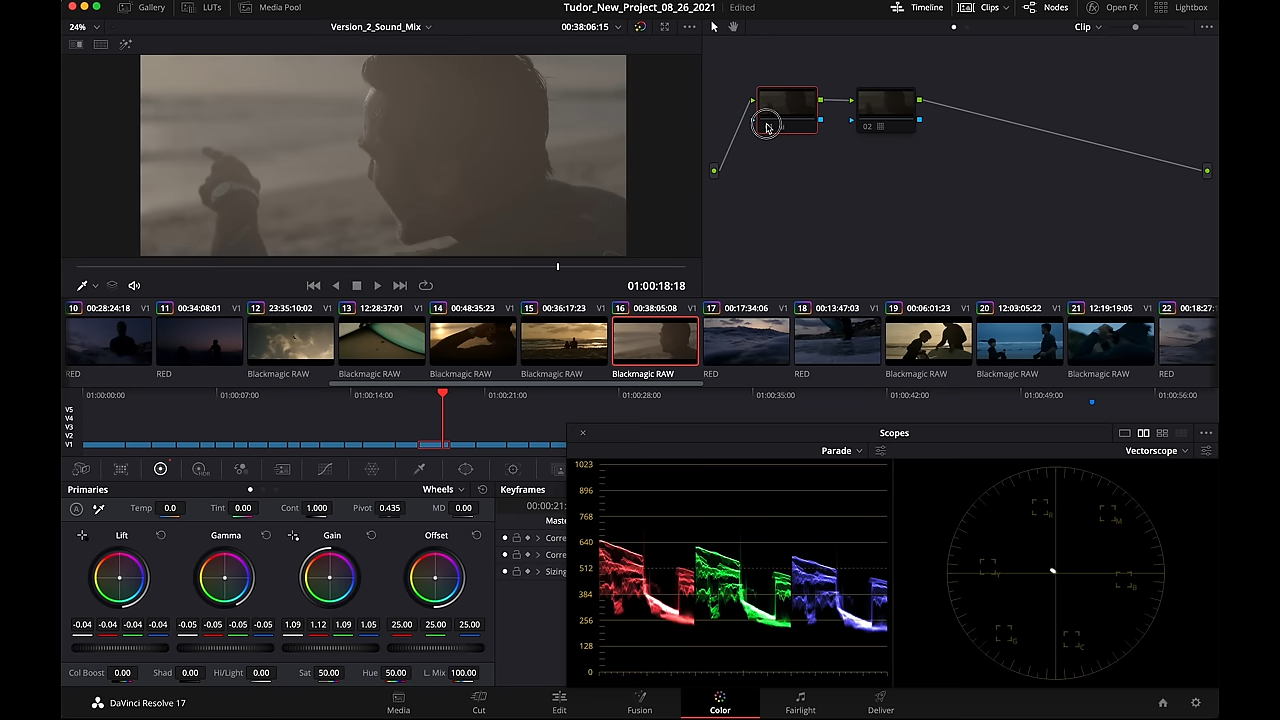 Gallery LUTs Media Pool Tudor_New_Project_08_26_2021 Edited Timeline Clips Nodes Open FX Lightbox
24% Version_2_Sound_Mix 00:38:06:15 Clip
02
01:00:18:18
10 00:28:24:18 V1 11 00:34:08:01 V1 12 23:35:10:02 V1 13 12:28:37:01 V1 14 00:48:35:23 V1 15 00:36:17:23 V1 16 00:38:05:08 V1 17 00:17:34:06 V1 18 00:13:47:03 V1 19 00:06:01:23 V1 20 12:03:05:22 V1 21 12:19:19:05 V1 22 00:18:27:
RED RED Blackmagic RAW Blackmagic RAW Blackmagic RAW Blackmagic RAW Blackmagic RAW RED RED Blackmagic RAW Blackmagic RAW Blackmagic RAW RED
01:00:00:00 01:00:07:00 01:00:14:00 01:00:21:00 01:00:28:00 01:00:35:00 01:00:42:00 01:00:49:00 01:00:56:00
V5
V4
V3
V2
V1
Scopes
Parade Vectorscope
Primaries Wheels Keyframes
Temp 0.0 Tint 0.00 Cont 1.000 Pivot 0.435 MD 0.00 00:00:21:
Maste
Lift Gamma Gain Offset
Corre
Corre
Sizing
-0.04 -0.04 -0.04 -0.04 -0.05 -0.05 -0.05 -0.05 1.09 1.12 1.09 1.05 25.00 25.00 25.00
Col Boost 0.00 Shad 0.00 Hi/Light 0.00 Sat 50.00 Hue 50.00 L. Mix 100.00
1023
896
768
640
512
384
256
128
0
R
M
Y
B
G
C
DaVinci Resolve 17 Media Cut Edit Fusion Color Fairlight Deliver